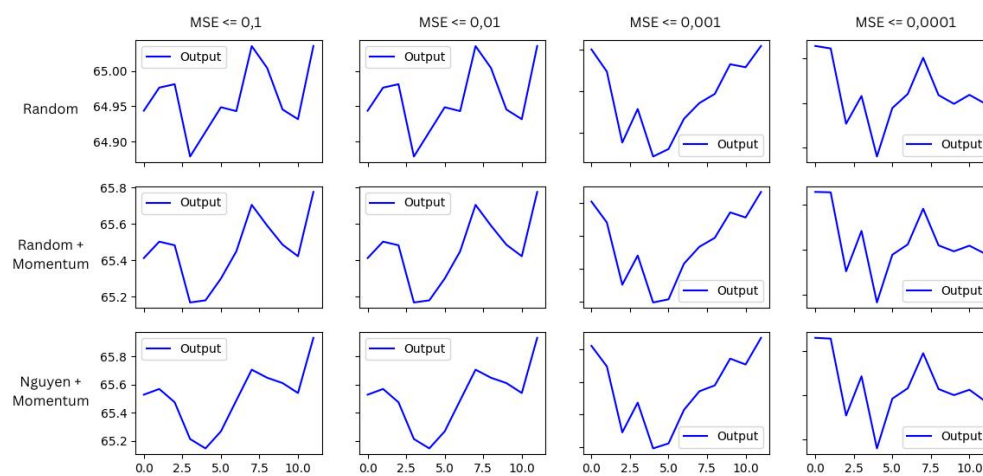 MSE <= 0,1 MSE <= 0,01 MSE <= 0,001 MSE <= 0,0001
Random
65.00
64.95
64.90
Output Output Output Output
Random +
Momentum
65.8
65.6
65.4
65.2
Output Output Output Output
Nguyen +
Momentum
65.8
65.6
65.4
65.2
Output Output Output Output
0.0 2.5 5.0 7.5 10.0 0.0 2.5 5.0 7.5 10.0 0.0 2.5 5.0 7.5 10.0 0.0 2.5 5.0 7.5 10.0